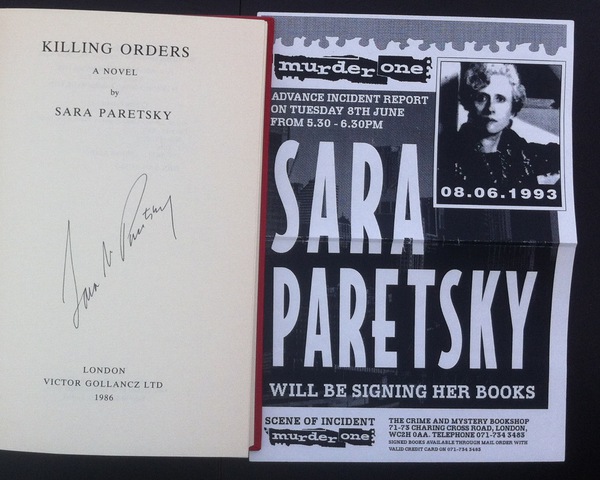 KILLING ORDERS
A NOVEL
by
SARA PARETSKY
Sara N. Paretsky
LONDON
VICTOR GOLLANCZ LTD
1986
murder one
ADVANCE INCIDENT REPORT
ON TUESDAY 8TH JUNE
FROM 5.30 - 6.30PM
08.06.1993
SARA
PARETSKY
WILL BE SIGNING HER BOOKS
SCENE OF INCIDENT
murder one
THE CRIME AND MYSTERY BOOKSHOP
71-73 CHARING CROSS ROAD, LONDON,
WC2H 0AA. TELEPHONE 071-734 3483
SIGNED BOOKS AVAILABLE THROUGH MAIL ORDER WITH
VALID CREDIT CARD ON 071-734 3483